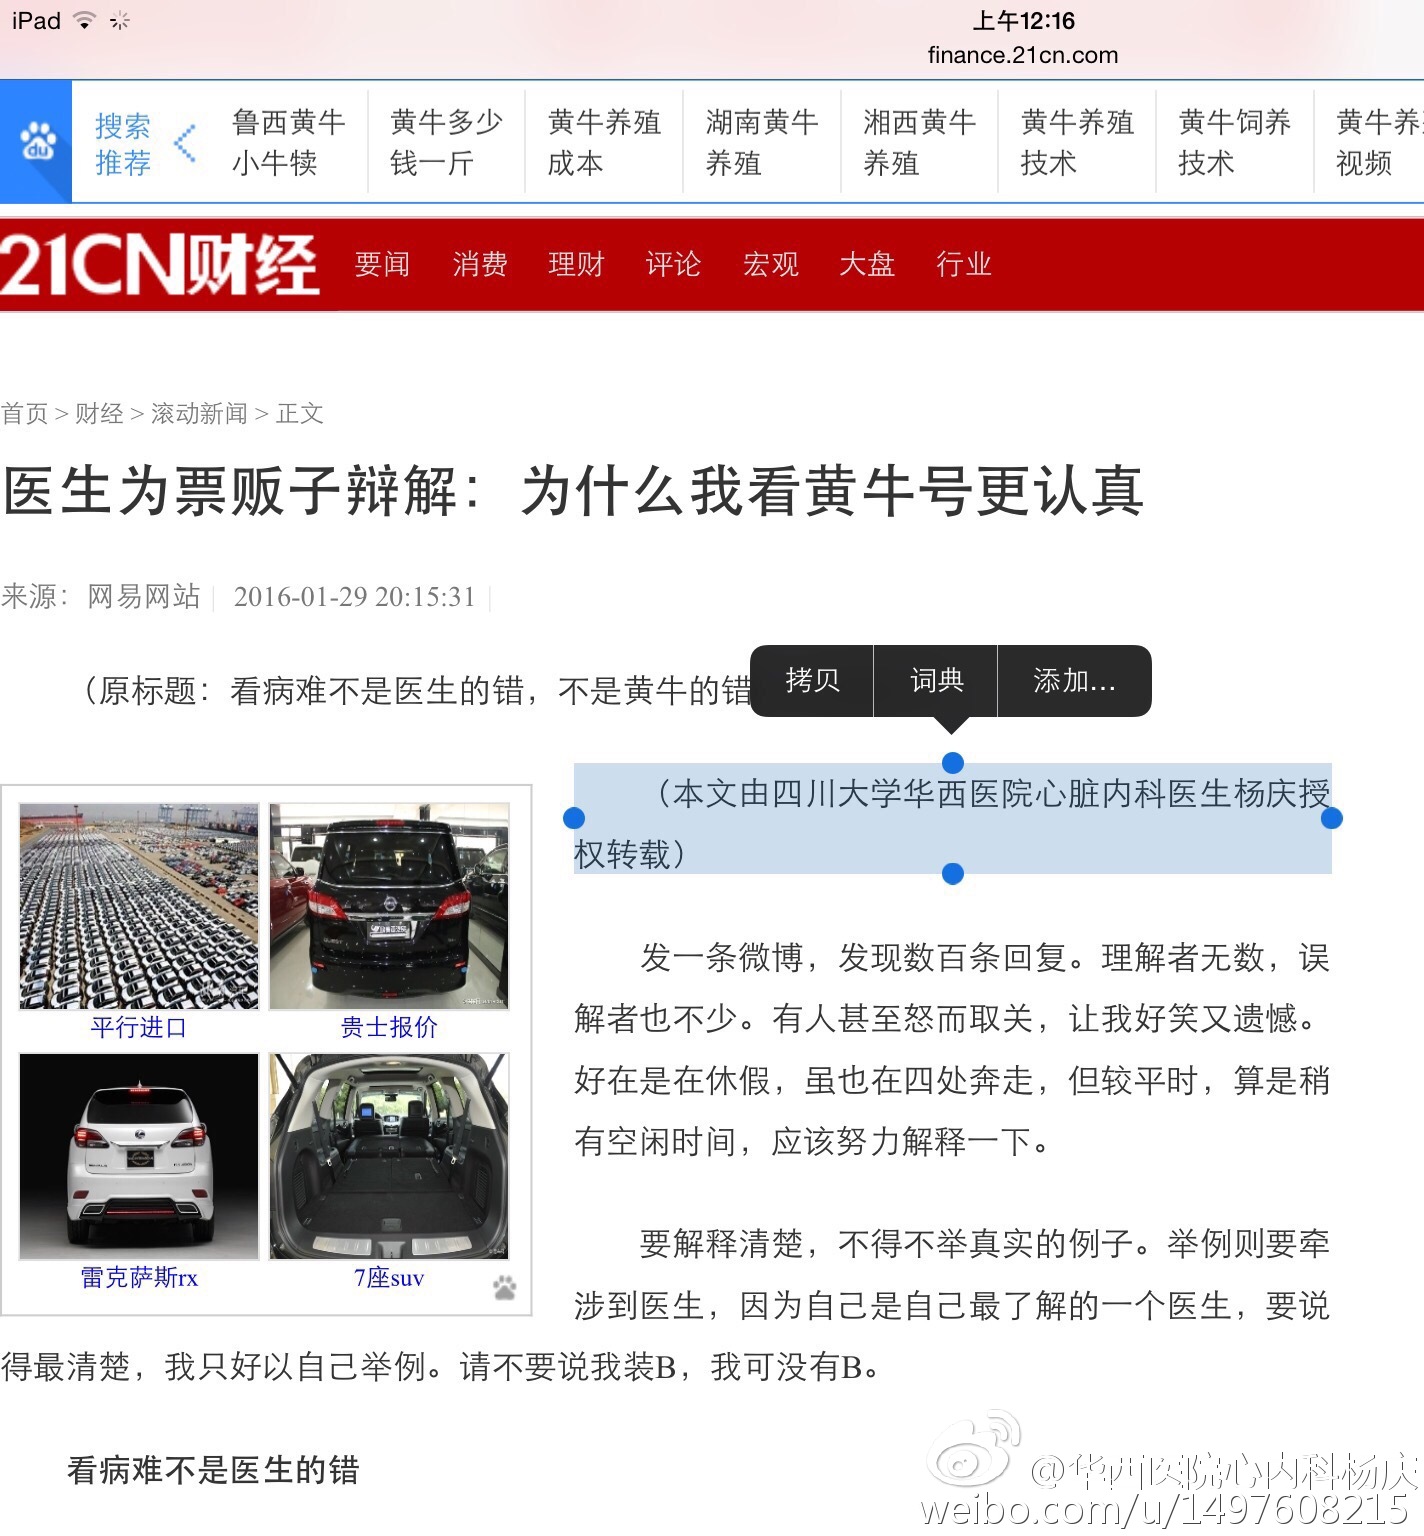 iPad
上午12:16
finance.21cn.com
du
搜索
推荐
鲁西黄牛
小牛犊
黄牛多少
钱一斤
黄牛养殖
成本
湖南黄牛
养殖
湘西黄牛
养殖
黄牛养殖
技术
黄牛饲养
技术
黄牛养
视频
21CN财经 要闻 消费 理财 评论 宏观 大盘 行业
首页 > 财经 > 滚动新闻 > 正文
医生为票贩子辩解：为什么我看黄牛号更认真
来源：网易网站 2016-01-29 20:15:31
（原标题：看病难不是医生的错，不是黄牛的错
拷贝 词典 添加...
（本文由四川大学华西医院心脏内科医生杨庆授
权转载）
平行进口 贵士报价
雷克萨斯rx 7座suv
发一条微博，发现数百条回复。理解者无数，误
解者也不少。有人甚至怒而取关，让我好笑又遗憾。
好在是在休假，虽也在四处奔走，但较平时，算是稍
有空闲时间，应该努力解释一下。
要解释清楚，不得不举真实的例子。举例则要牵
涉到医生，因为自己是自己最了解的一个医生，要说
得最清楚，我只好以自己举例。请不要说我装B，我可没有B。
看病难不是医生的错
@华西医院心内科杨庆
weibo.com/u/1497608215